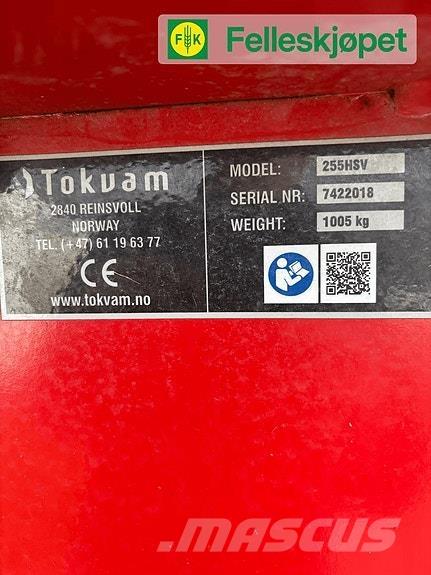 FK Felleskjøpet
Tokvam
2840 REINSVOLL
NORWAY
TEL. (+47) 61 19 63 77
CE
www.tokvam.no
MODEL: 255HSV
SERIAL NR: 7422018
WEIGHT: 1005 kg
MASCUS